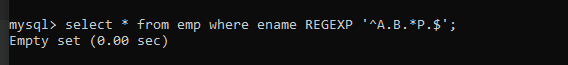 mysql> select * from emp where ename REGEXP '^A.B.*P.$';
Empty set (0.00 sec)